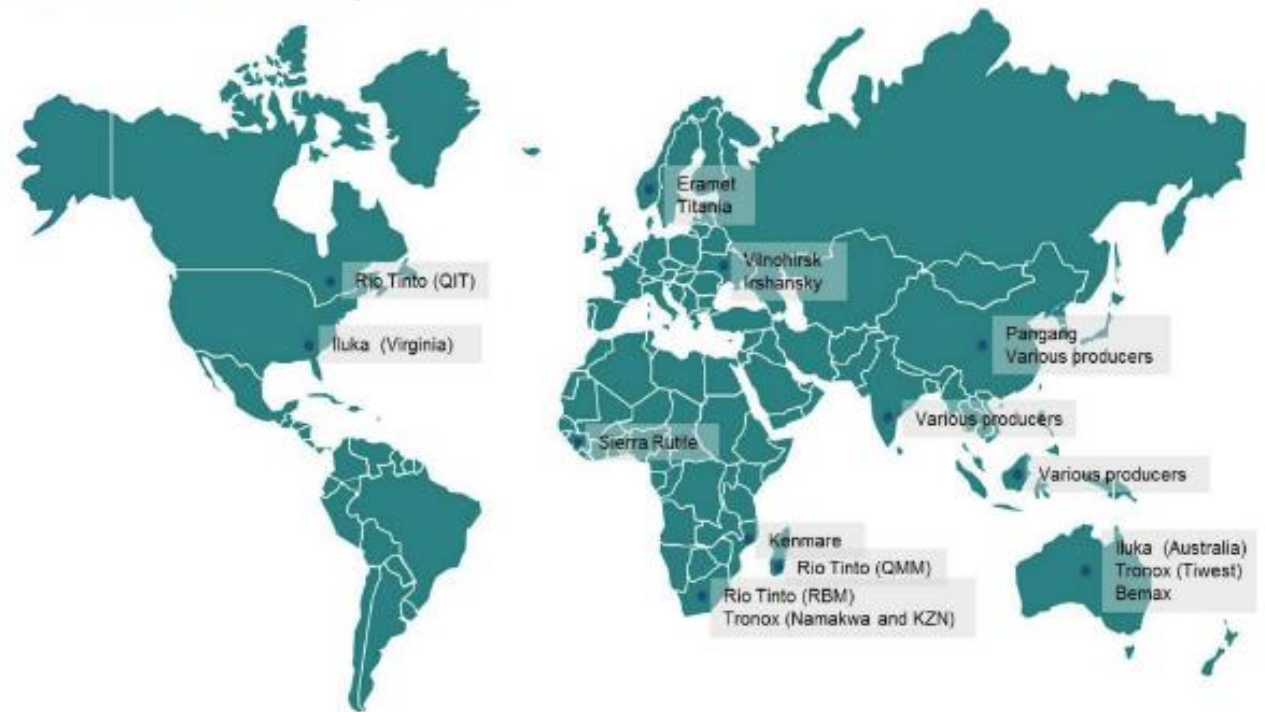 Eramet
Titania
Vilnohirsk
Irshansky
Rio Tinto (QIT)
Iluka (Virginia)
Pangang
Various producers
Various producers
Sierra Rutile
Various producers
Kenmare
Rio Tinto (QMM)
Rio Tinto (RBM)
Tronox (Namakwa and KZN)
Iluka (Australia)
Tronox (Tiwest)
Bemax